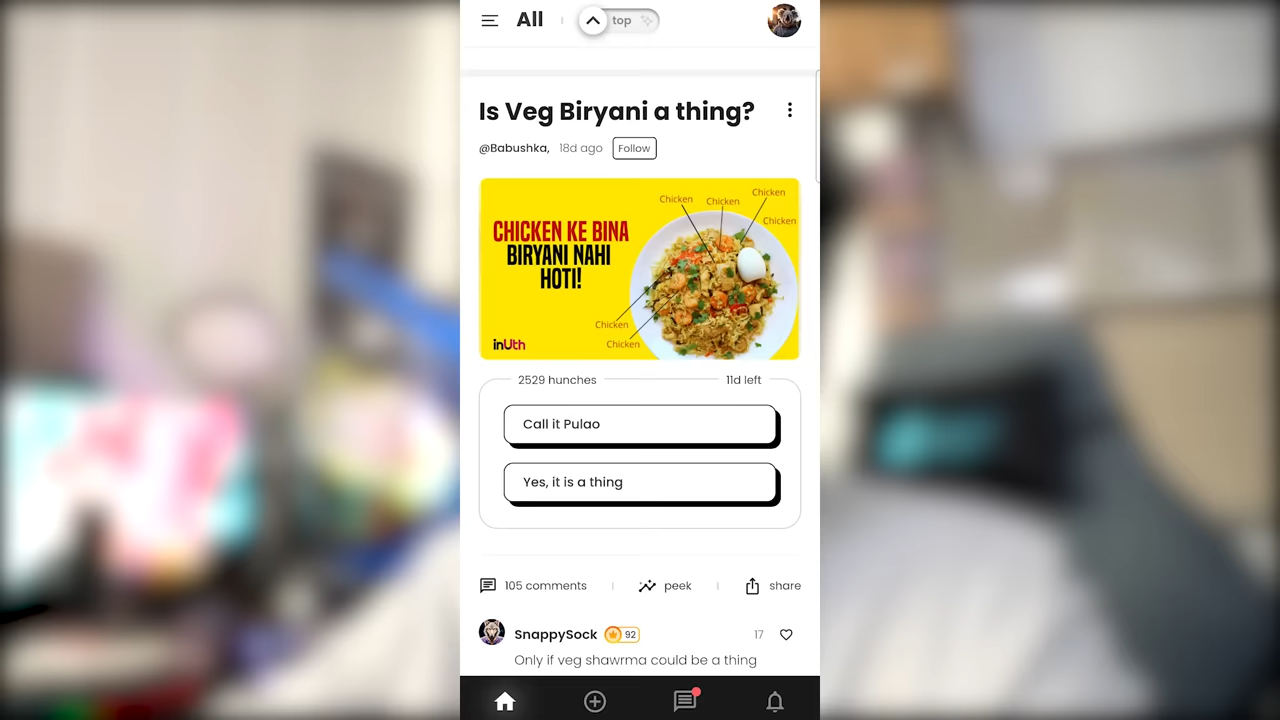 All
top
Is Veg Biryani a thing?
@Babushka, 18d ago Follow
Chicken
Chicken
Chicken
Chicken
CHICKEN KE BINA
BIRYANI NAHI
HOTI!
Chicken
Chicken
inUth
2529 hunches 11d left
Call it Pulao
Yes, it is a thing
105 comments peek share
SnappySock 92 17
Only if veg shawrma could be a thing